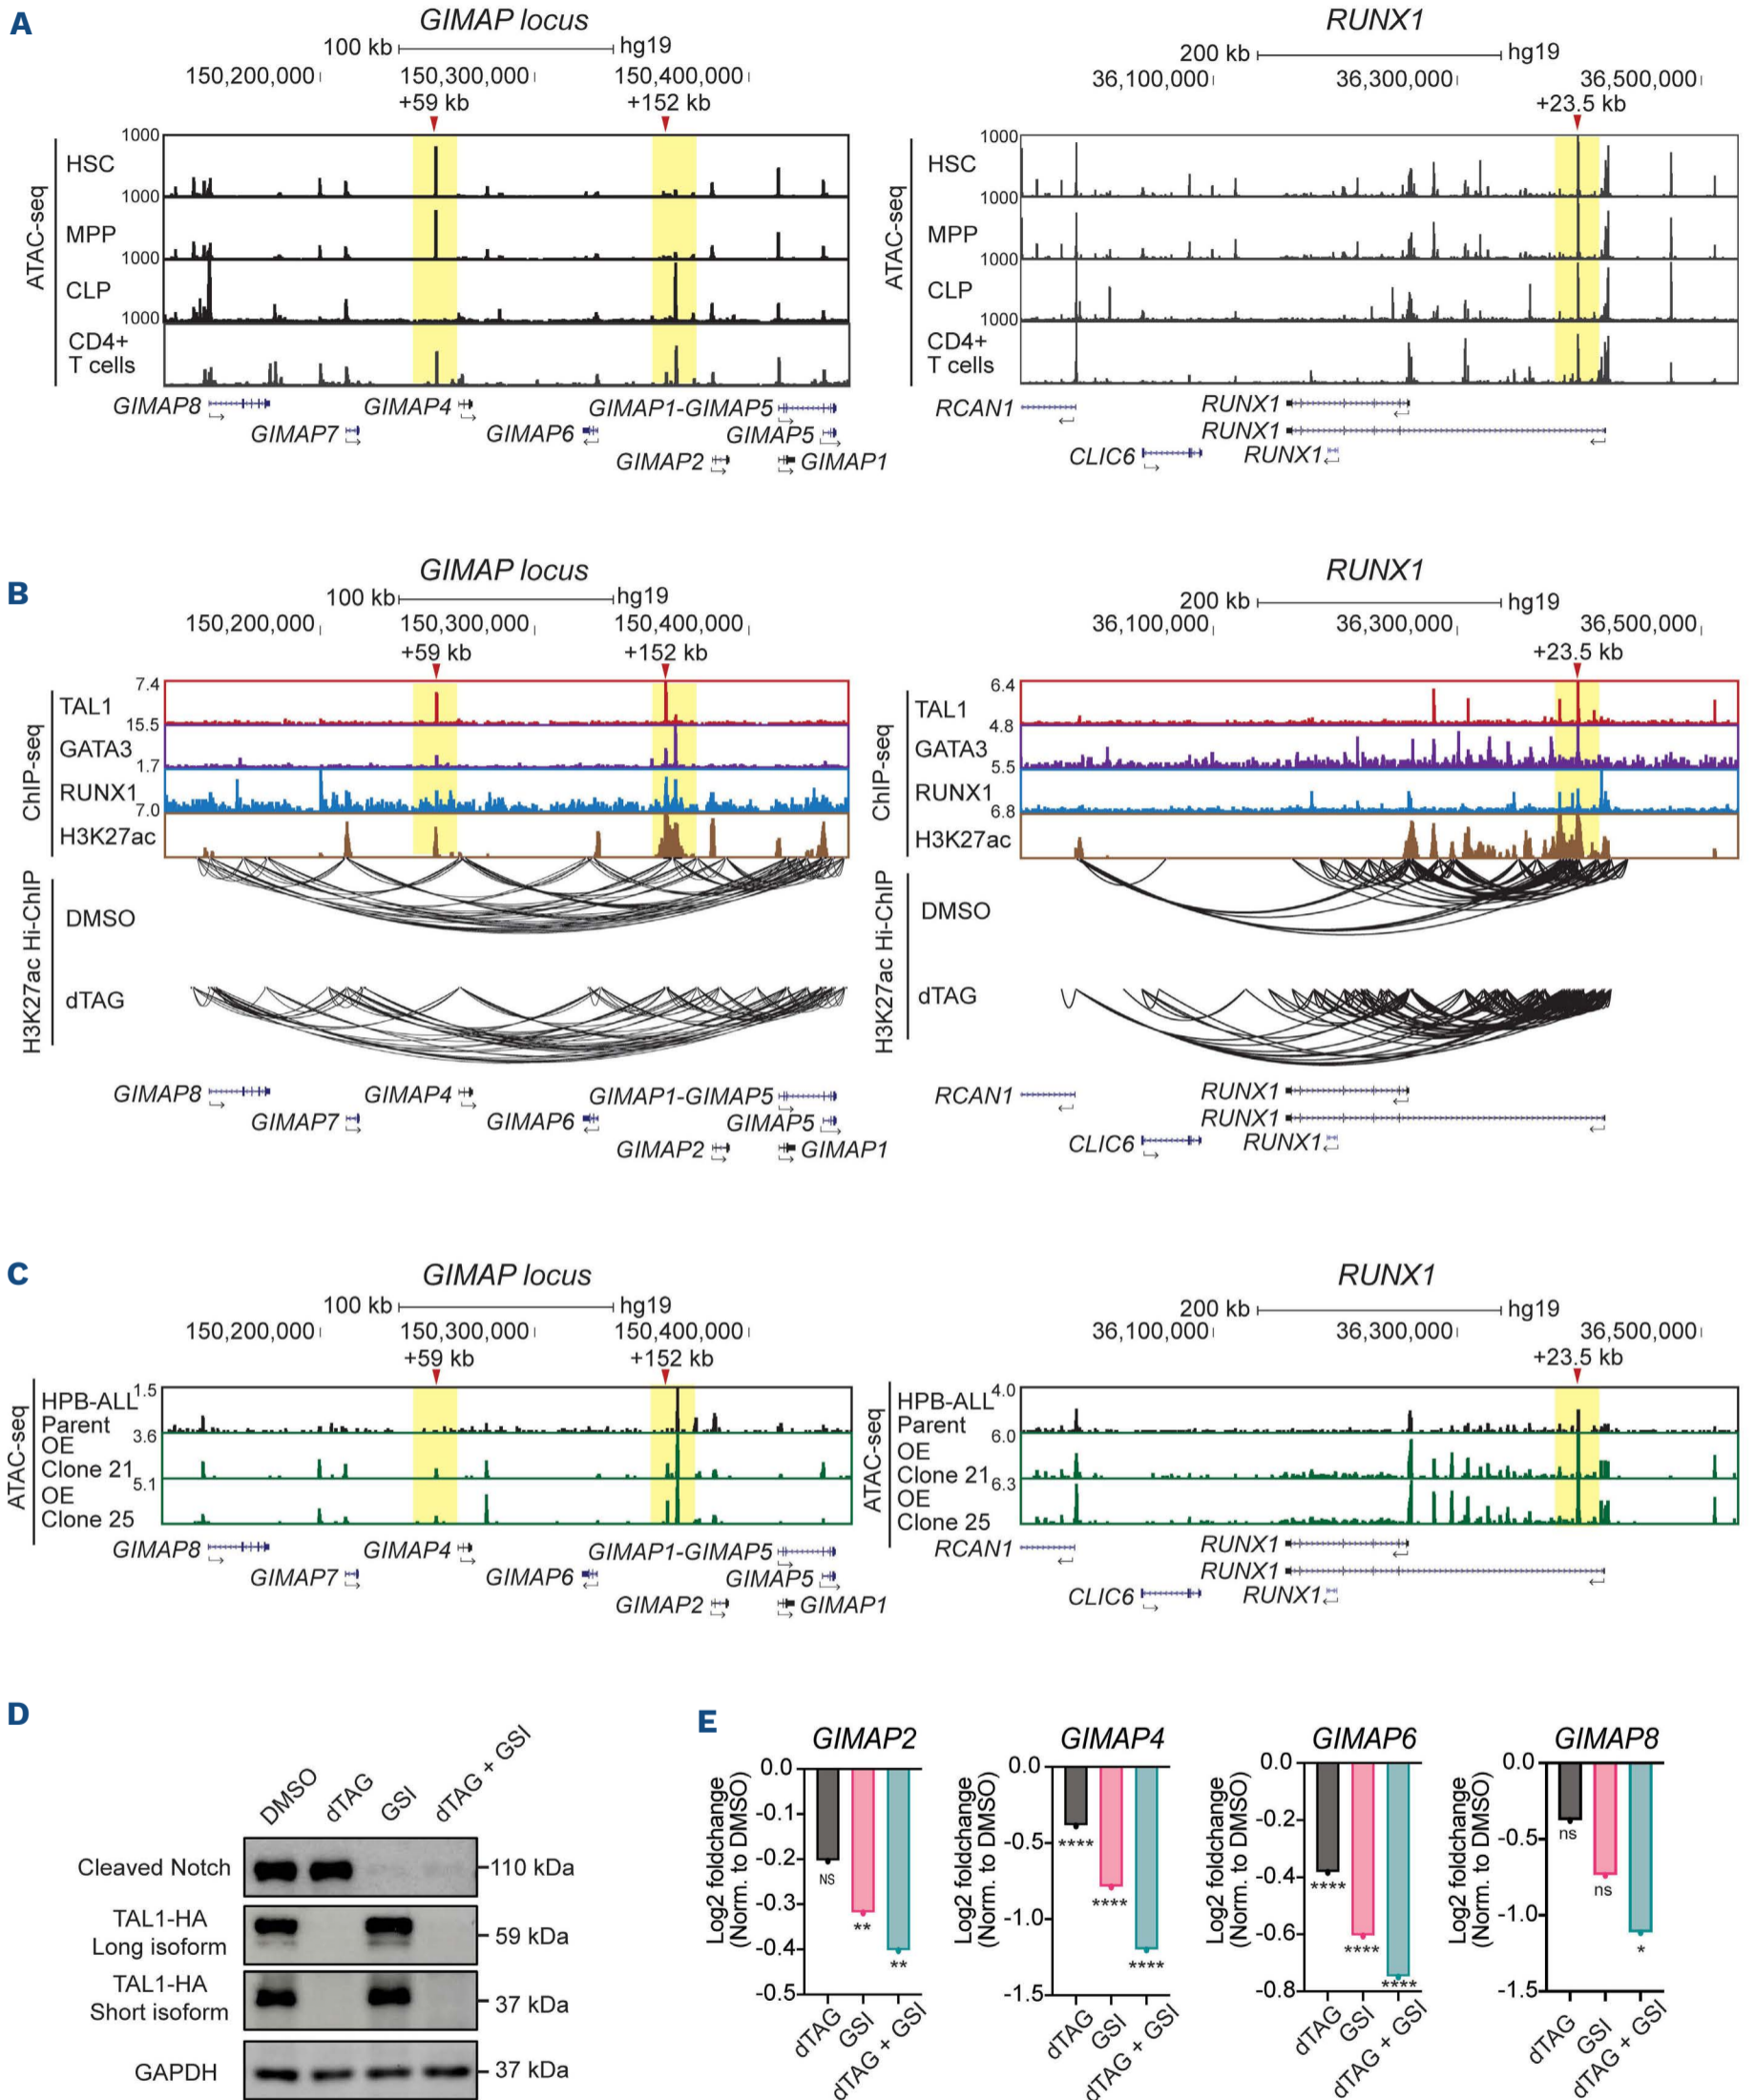 A
GIMAP locus
100 kb hg19
150,200,000 150,300,000 150,400,000
+59 kb +152 kb
ATAC-seq
1000
HSC
1000
MPP
1000
CLP
1000
CD4+
T cells
GIMAP8 GIMAP4 GIMAP1-GIMAP5
GIMAP7 GIMAP6 GIMAP5
GIMAP2 GIMAP1
RUNX1
200 kb hg19
36,100,000 36,300,000 36,500,000
+23.5 kb
ATAC-seq
1000
HSC
1000
MPP
1000
CLP
1000
CD4+
T cells
RCAN1 RUNX1
RUNX1
CLIC6 RUNX1
B
GIMAP locus
100 kb hg19
150,200,000 150,300,000 150,400,000
+59 kb +152 kb
ChIP-seq
7.4
TAL1
15.5
GATA3
1.7
RUNX1
7.0
H3K27ac
H3K27ac Hi-ChIP
DMSO
dTAG
GIMAP8 GIMAP4 GIMAP1-GIMAP5
GIMAP7 GIMAP6 GIMAP5
GIMAP2 GIMAP1
RUNX1
200 kb hg19
36,100,000 36,300,000 36,500,000
+23.5 kb
ChIP-seq
6.4
TAL1
4.8
GATA3
5.5
RUNX1
6.8
H3K27ac
H3K27ac Hi-ChIP
DMSO
dTAG
RCAN1 RUNX1
RUNX1
CLIC6 RUNX1
C
GIMAP locus
100 kb hg19
150,200,000 150,300,000 150,400,000
+59 kb +152 kb
ATAC-seq
HPB-ALL 1.5
Parent
3.6
OE
Clone 21
5.1
OE
Clone 25
GIMAP8 GIMAP4 GIMAP1-GIMAP5
GIMAP7 GIMAP6 GIMAP5
GIMAP2 GIMAP1
RUNX1
200 kb hg19
36,100,000 36,300,000 36,500,000
+23.5 kb
ATAC-seq
HPB-ALL 4.0
Parent
6.0
OE
Clone 21
6.3
OE
Clone 25
RCAN1 RUNX1
RUNX1
CLIC6 RUNX1
D
DMSO dTAG GSI dTAG + GSI
Cleaved Notch 110 kDa
TAL1-HA
Long isoform 59 kDa
TAL1-HA
Short isoform 37 kDa
GAPDH 37 kDa
E
GIMAP2
Log2 foldchange
(Norm. to DMSO)
0.0
-0.1
-0.2
-0.3
-0.4
-0.5
NS ** **
dTAG GSI dTAG + GSI
GIMAP4
Log2 foldchange
(Norm. to DMSO)
0.0
-0.5
-1.0
-1.5
**** **** ****
dTAG GSI dTAG + GSI
GIMAP6
Log2 foldchange
(Norm. to DMSO)
0.0
-0.2
-0.4
-0.6
-0.8
**** **** ****
dTAG GSI dTAG + GSI
GIMAP8
Log2 foldchange
(Norm. to DMSO)
0.0
-0.5
-1.0
-1.5
ns ns *
dTAG GSI dTAG + GSI